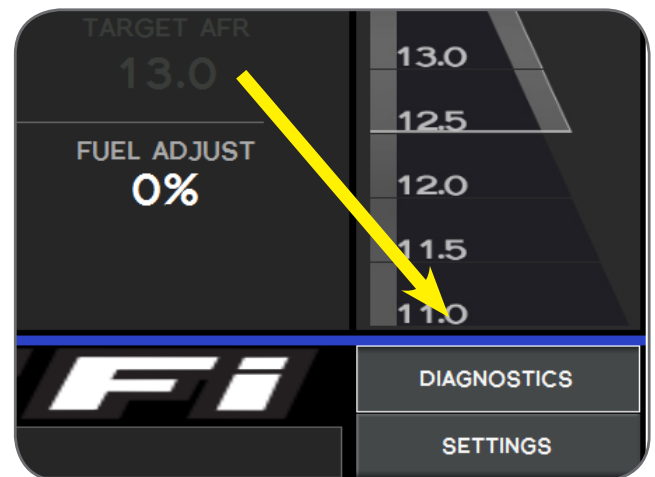 TARGET AFR
13.0
FUEL ADJUST
0%
13.0
12.5
12.0
11.5
11.0
Fi
DIAGNOSTICS
SETTINGS